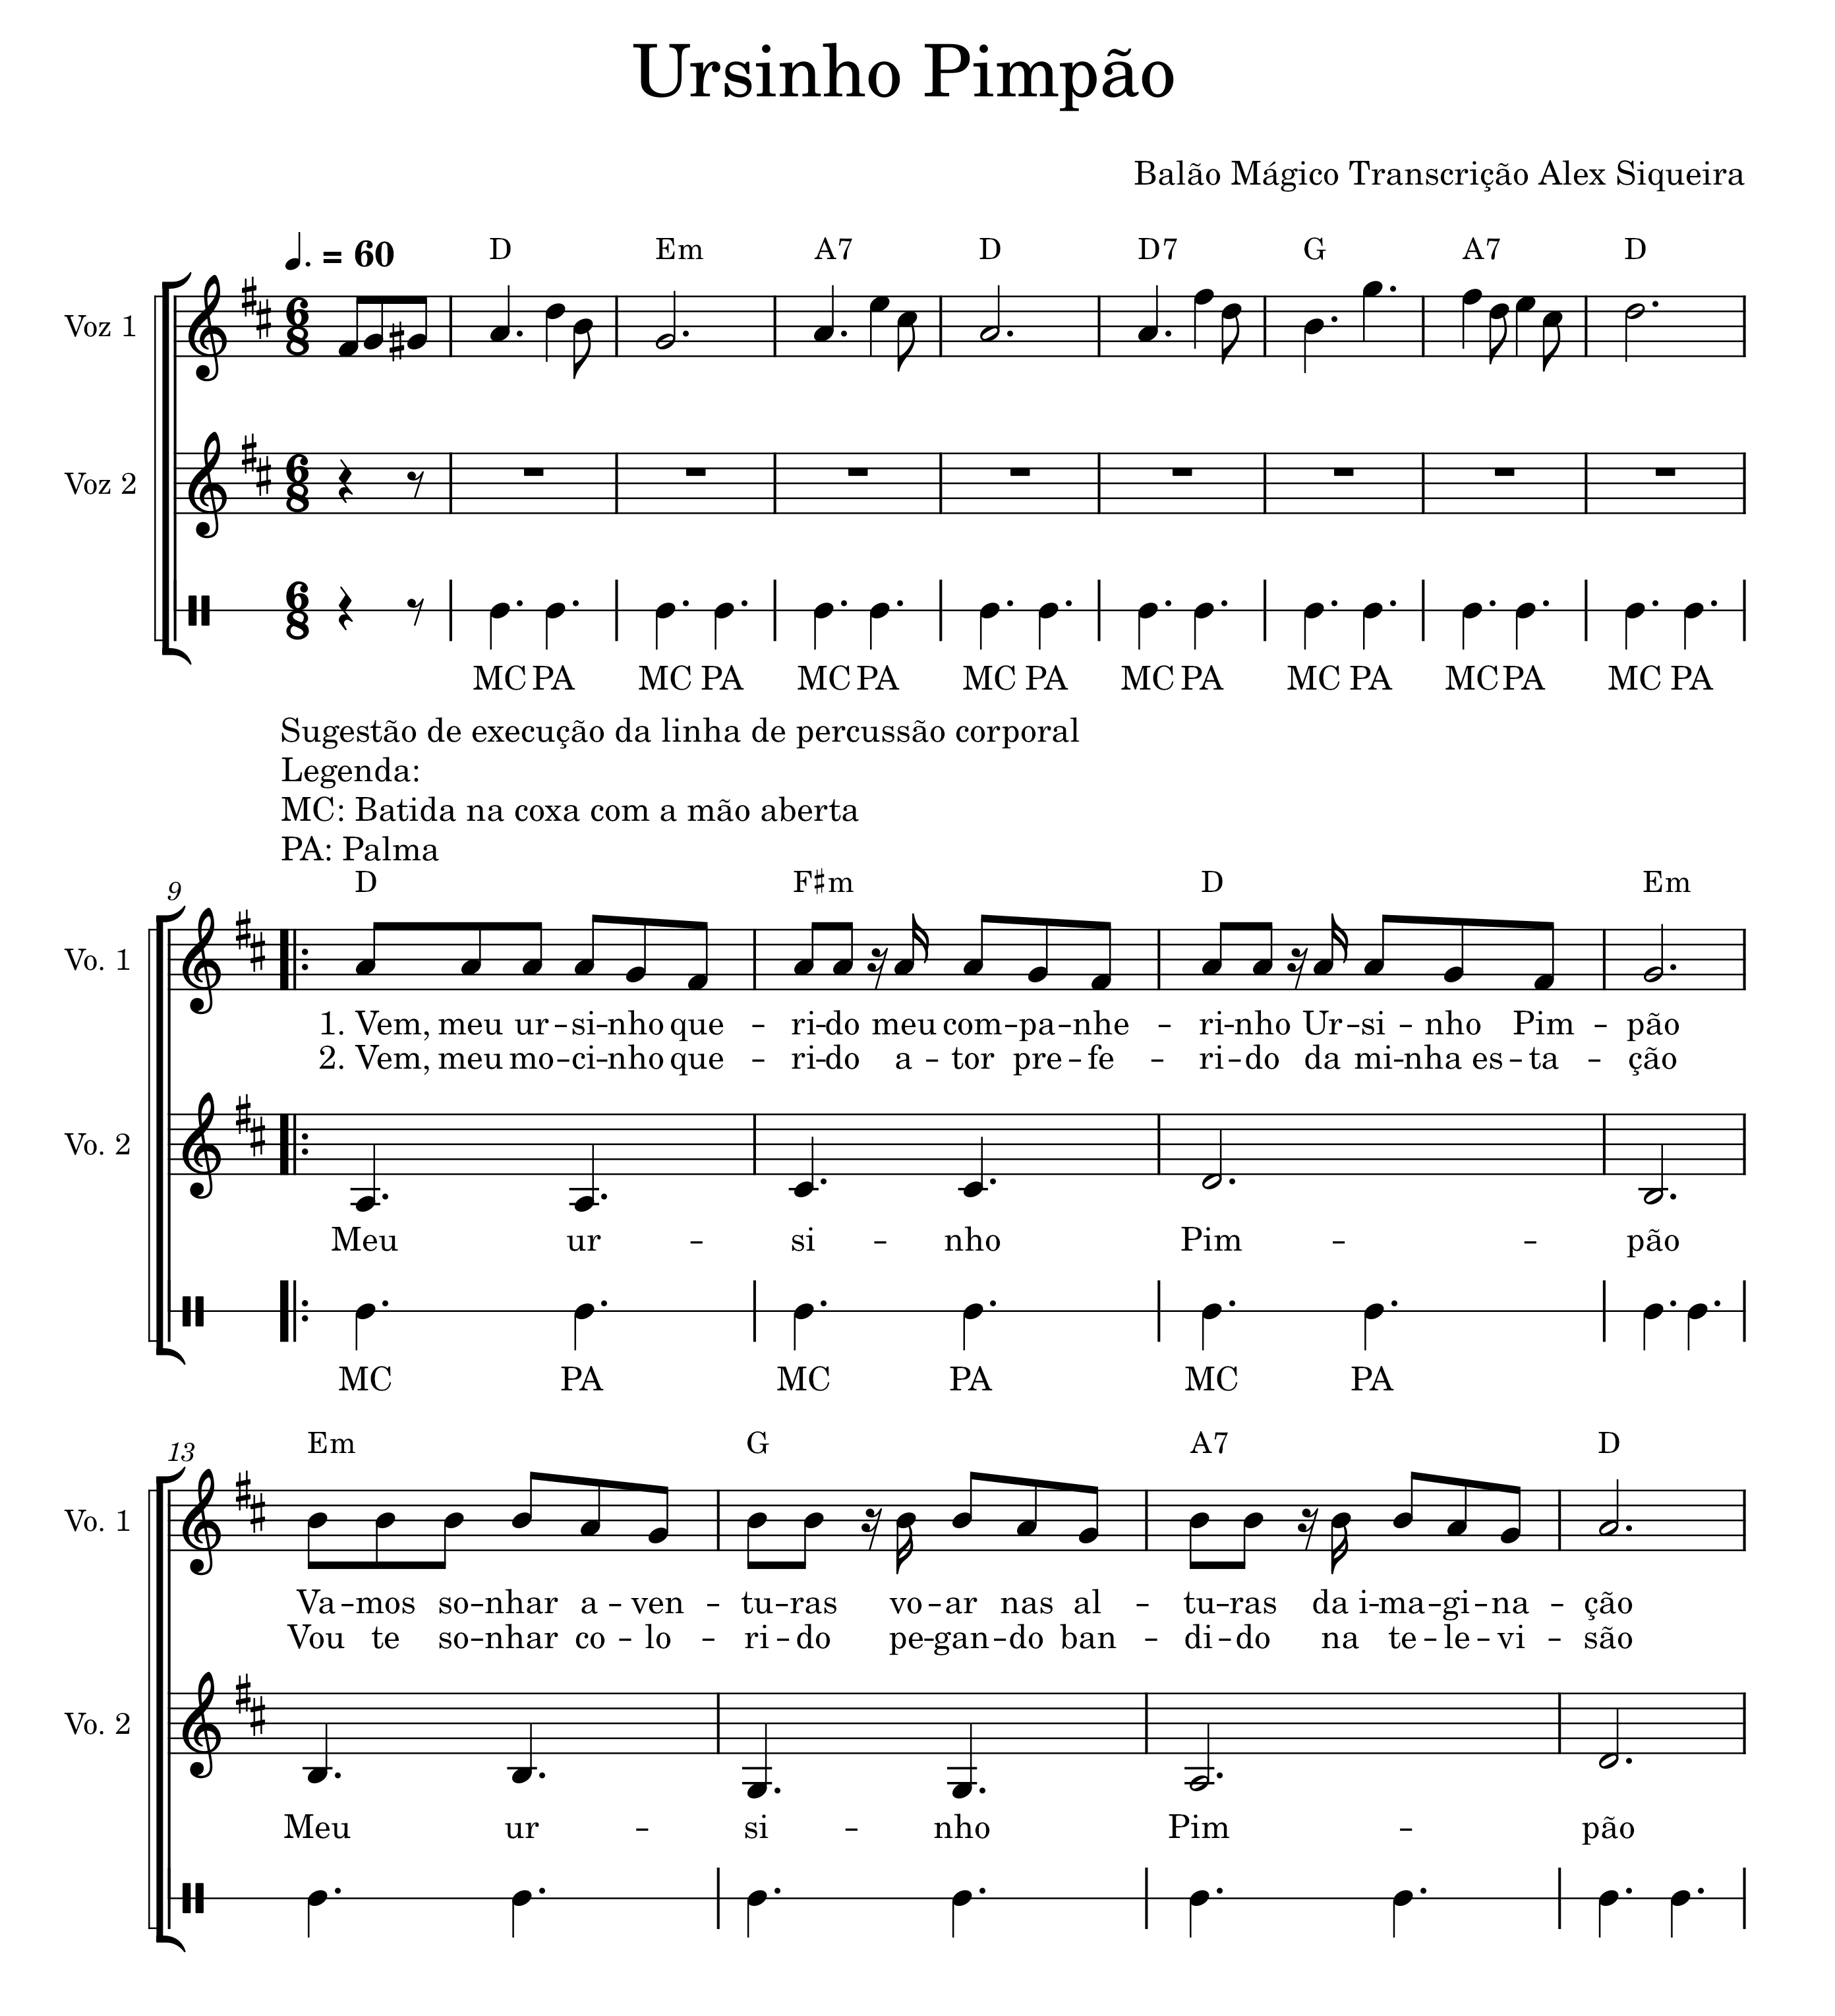 Ursinho Pimpão
Balão Mágico Transcrição Alex Siqueira
♩. = 60
D Em A7 D D7 G A7 D
Voz 1
6
8
Voz 2
6
8
6
8
MC PA MC PA MC PA MC PA MC PA MC PA MC PA MC PA
Sugestão de execução da linha de percussão corporal
Legenda:
MC: Batida na coxa com a mão aberta
PA: Palma
9
D F♯m D Em
Vo. 1
1. Vem, meu ur - si - nho que - ri - do meu com - pa - nhe - ri - nho Ur - si - nho Pim - pão
2. Vem, meu mo - ci - nho que - ri - do a - tor pre - fe - ri - do da mi - nha es - ta - ção
Vo. 2
Meu ur - si - nho Pim - - pão
MC PA MC PA MC PA
13
Em G A7 D
Vo. 1
Va - mos so - nhar a - ven - tu - ras vo - ar nas al - tu - ras da i - ma - gi - na - ção
Vou te so - nhar co - lo - ri - do pe - gan - do ban - di - do na te - le - vi - são
Vo. 2
Meu ur - si - nho Pim - pão